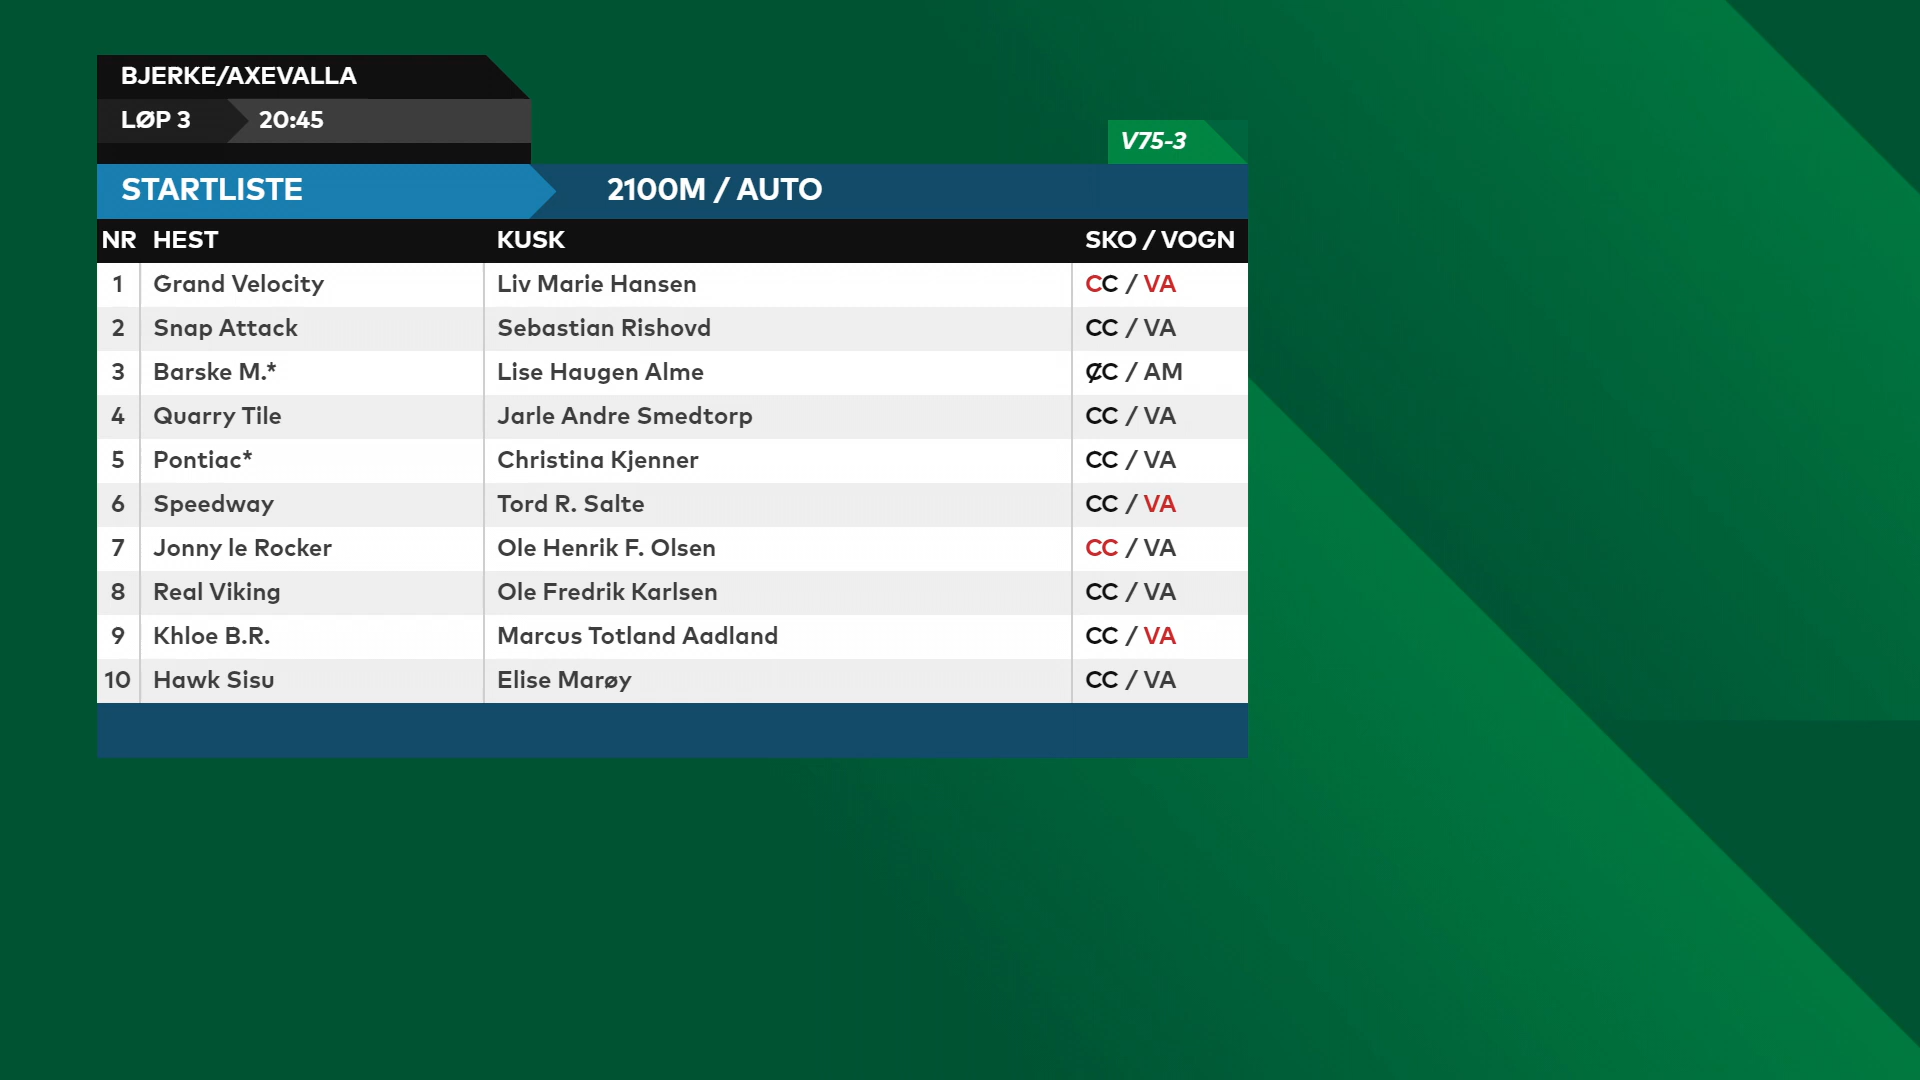 BJERKE/AXEVALLA
LØP 3 20:45
V75-3
STARTLISTE 2100M / AUTO
NR HEST KUSK SKO / VOGN
1 Grand Velocity Liv Marie Hansen CC / VA
2 Snap Attack Sebastian Rishovd CC / VA
3 Barske M.* Lise Haugen Alme ȻC / AM
4 Quarry Tile Jarle Andre Smedtorp CC / VA
5 Pontiac* Christina Kjenner CC / VA
6 Speedway Tord R. Salte CC / VA
7 Jonny le Rocker Ole Henrik F. Olsen CC / VA
8 Real Viking Ole Fredrik Karlsen CC / VA
9 Khloe B.R. Marcus Totland Aadland CC / VA
10 Hawk Sisu Elise Marøy CC / VA